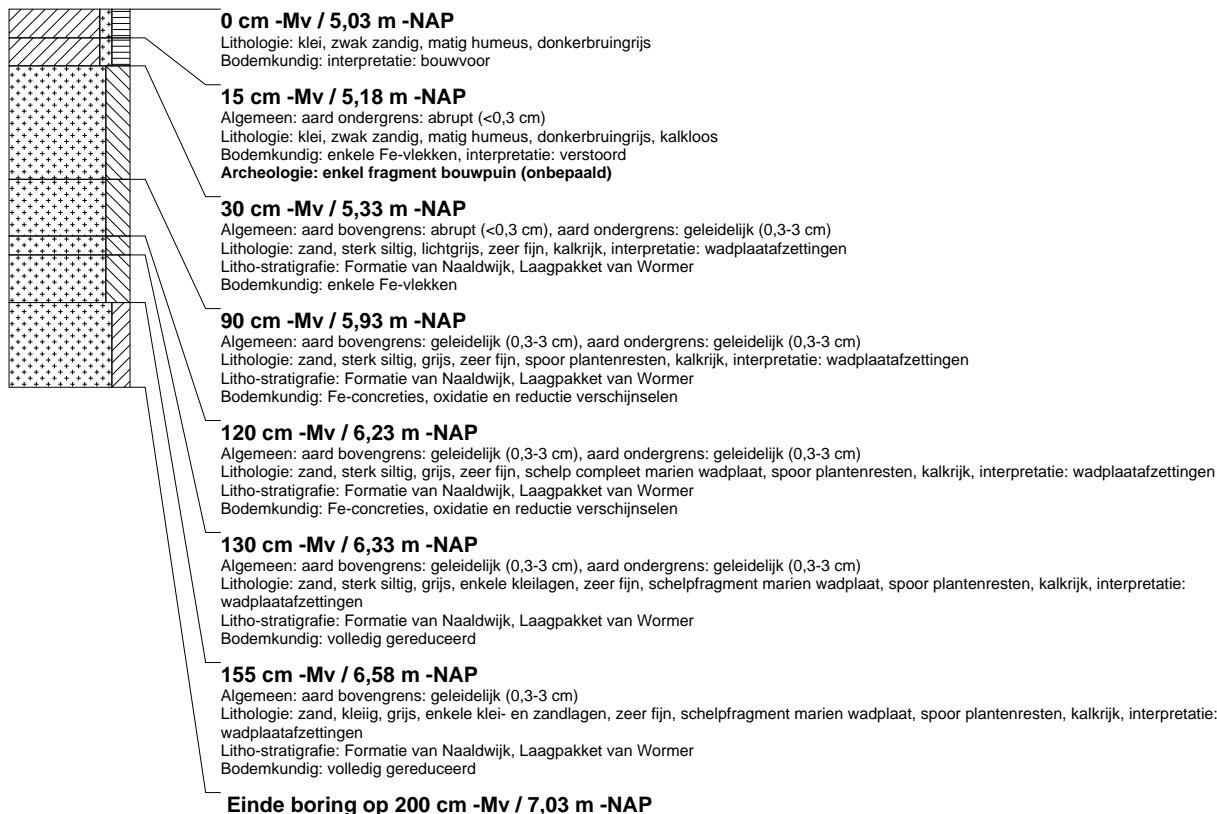 0 cm -Mv / 5,03 m -NAP
Lithologie: klei, zwak zandig, matig humeus, donkerbruingrijs
Bodemkundig: interpretatie: bouwvoor
15 cm -Mv / 5,18 m -NAP
Algemeen: aard ondergrens: abrupt (<0,3 cm)
Lithologie: klei, zwak zandig, matig humeus, donkerbruingrijs, kalkloos
Bodemkundig: enkele Fe-vlekken, interpretatie: verstoord
Archeologie: enkel fragment bouwpuin (onbepaald)
30 cm -Mv / 5,33 m -NAP
Algemeen: aard bovengrens: abrupt (<0,3 cm), aard ondergrens: geleidelijk (0,3-3 cm)
Lithologie: zand, sterk siltig, lichtgrijs, zeer fijn, kalkrijk, interpretatie: wadplaatafzettingen
Litho-stratigrafie: Formatie van Naaldwijk, Laagpakket van Wormer
Bodemkundig: enkele Fe-vlekken
90 cm -Mv / 5,93 m -NAP
Algemeen: aard bovengrens: geleidelijk (0,3-3 cm), aard ondergrens: geleidelijk (0,3-3 cm)
Lithologie: zand, sterk siltig, grijs, zeer fijn, spoor plantenresten, kalkrijk, interpretatie: wadplaatafzettingen
Litho-stratigrafie: Formatie van Naaldwijk, Laagpakket van Wormer
Bodemkundig: Fe-concreties, oxidatie en reductie verschijnselen
120 cm -Mv / 6,23 m -NAP
Algemeen: aard bovengrens: geleidelijk (0,3-3 cm), aard ondergrens: geleidelijk (0,3-3 cm)
Lithologie: zand, sterk siltig, grijs, zeer fijn, schelp compleet marien wadplaat, spoor plantenresten, kalkrijk, interpretatie: wadplaatafzettingen
Litho-stratigrafie: Formatie van Naaldwijk, Laagpakket van Wormer
Bodemkundig: Fe-concreties, oxidatie en reductie verschijnselen
130 cm -Mv / 6,33 m -NAP
Algemeen: aard bovengrens: geleidelijk (0,3-3 cm), aard ondergrens: geleidelijk (0,3-3 cm)
Lithologie: zand, sterk siltig, grijs, enkele kleilagen, zeer fijn, schelpfragment marien wadplaat, spoor plantenresten, kalkrijk, interpretatie:
wadplaatafzettingen
Litho-stratigrafie: Formatie van Naaldwijk, Laagpakket van Wormer
Bodemkundig: volledig gereduceerd
155 cm -Mv / 6,58 m -NAP
Algemeen: aard bovengrens: geleidelijk (0,3-3 cm)
Lithologie: zand, kleiig, grijs, enkele klei- en zandlagen, zeer fijn, schelpfragment marien wadplaat, spoor plantenresten, kalkrijk, interpretatie:
wadplaatafzettingen
Litho-stratigrafie: Formatie van Naaldwijk, Laagpakket van Wormer
Bodemkundig: volledig gereduceerd
Einde boring op 200 cm -Mv / 7,03 m -NAP